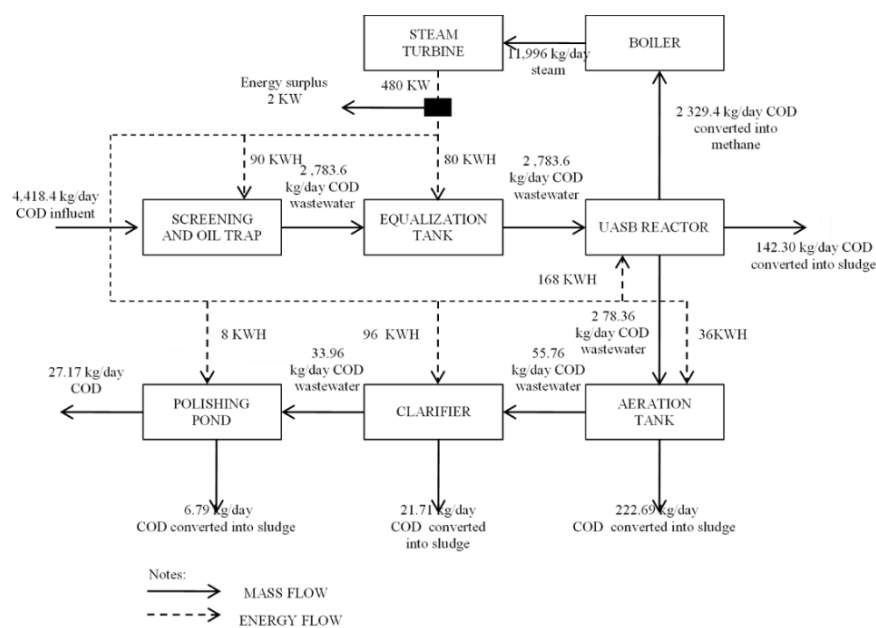 STEAM
TURBINE
BOILER
11,996 kg/day
steam
Energy surplus
2 KW
480 KW
2 329.4 kg/day COD
converted into
methane
90 KWH
2 ,783.6
kg/day COD
wastewater
80 KWH
2,783.6
kg/day COD
wastewater
4,418.4 kg/day
COD influent
SCREENING
AND OIL TRAP
EQUALIZATION
TANK
UASB REACTOR
142.30 kg/day COD
converted into sludge
168 KWH
8 KWH
96 KWH
2 78.36
kg/day COD
wastewater
36KWH
27.17 kg/day
COD
33.96
kg/day COD
wastewater
55.76
kg/day COD
wastewater
POLISHING
POND
CLARIFIER
AERATION
TANK
6.79 kg/day
COD converted into sludge
21.71 kg/day
COD converted
into sludge
222.69 kg/day
COD converted into sludge
Notes:
MASS FLOW
ENERGY FLOW